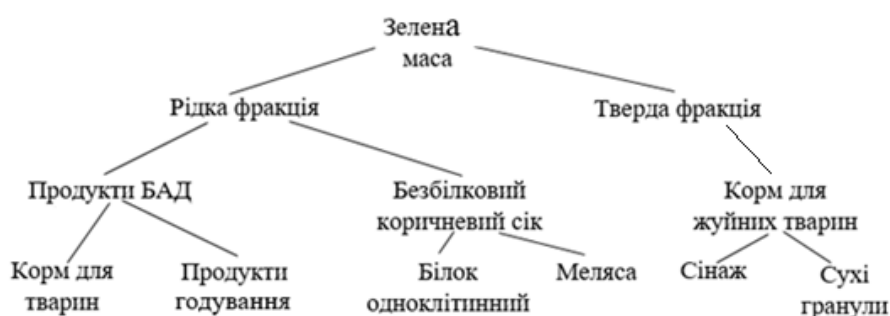 Зелена
маса
Рідка фракція
Тверда фракція
Продукти БАД
Безбілковий
коричневий сік
Корм для
жуйних тварин
Корм для
тварин
Продукти
годування
Білок
одноклітинний
Меляса
Сінаж
Сухі
гранули